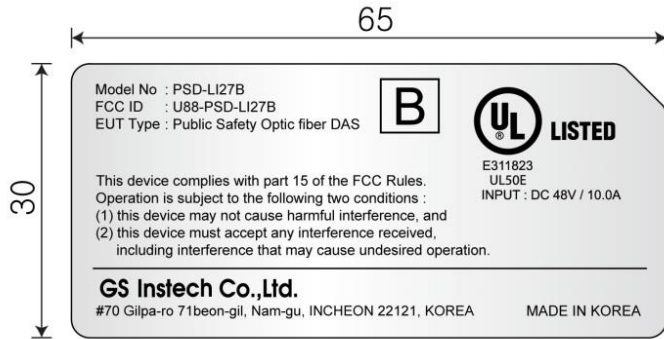 65
30
Model No : PSD-LI27B
FCC ID : U88-PSD-LI27B
EUT Type : Public Safety Optic fiber DAS
B
UL
®
LISTED
E311823
UL50E
INPUT : DC 48V / 10.0A
This device complies with part 15 of the FCC Rules.
Operation is subject to the following two conditions :
(1) this device may not cause harmful interference, and
(2) this device must accept any interference received,
including interference that may cause undesired operation.
GS Instech Co.,Ltd.
#70 Gilpa-ro 71beon-gil, Nam-gu, INCHEON 22121, KOREA
MADE IN KOREA